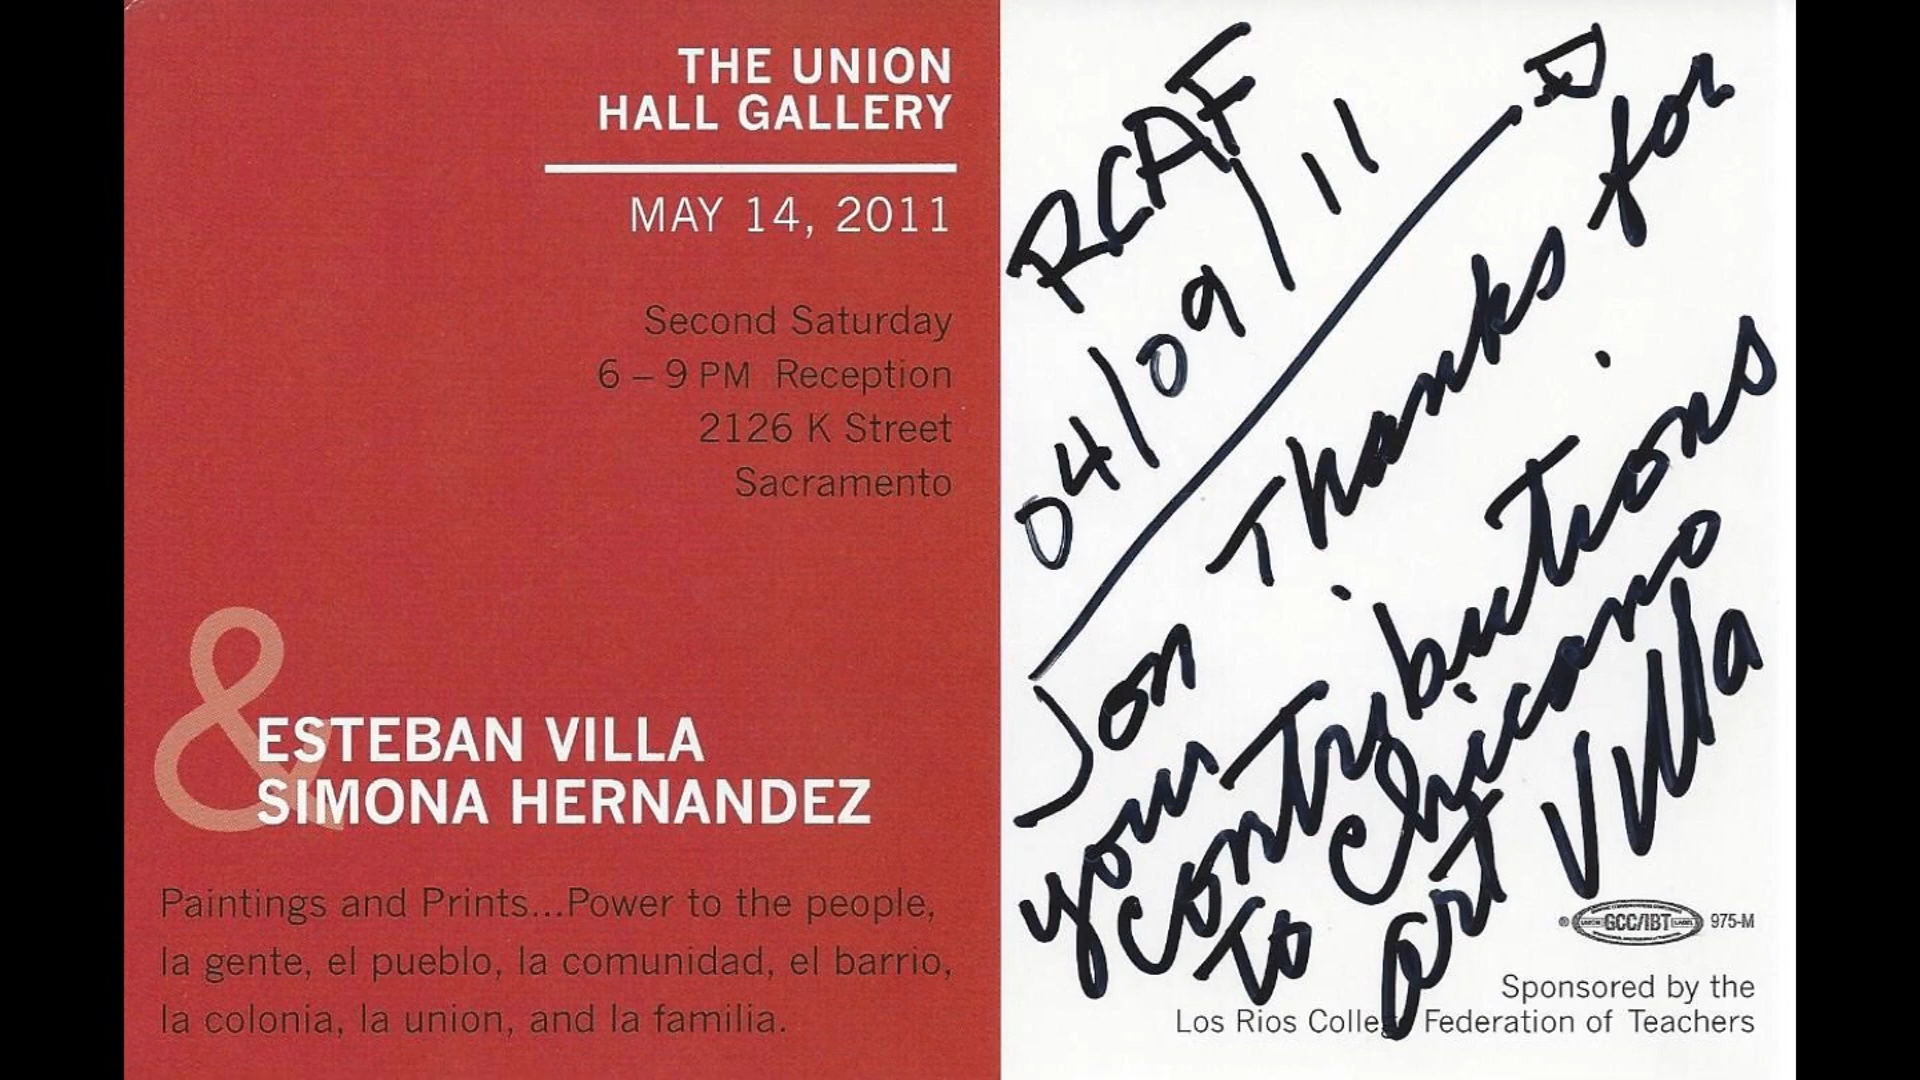 THE UNION
HALL GALLERY
MAY 14, 2011
Second Saturday
6 – 9 PM Reception
2126 K Street
Sacramento
&
ESTEBAN VILLA
SIMONA HERNANDEZ
Paintings and Prints...Power to the people,
la gente, el pueblo, la comunidad, el barrio,
la colonia, la union, and la familia.
RCAF
04/09/11
Jon Thanks for
your contributions
to Chicano
art Villa
GCC/IBT 975-M
Sponsored by the
Los Rios College Federation of Teachers